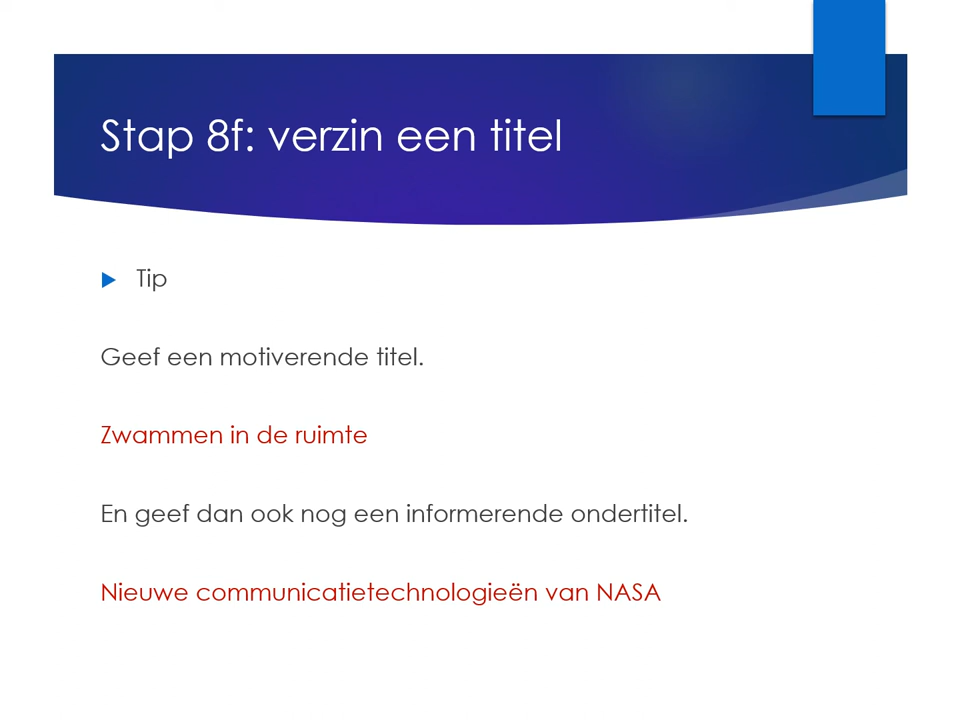 Stap 8f: verzin een titel
Tip
Geef een motiverende titel.
Zwammen in de ruimte
En geef dan ook nog een informerende ondertitel.
Nieuwe communicatietechnologieën van NASA